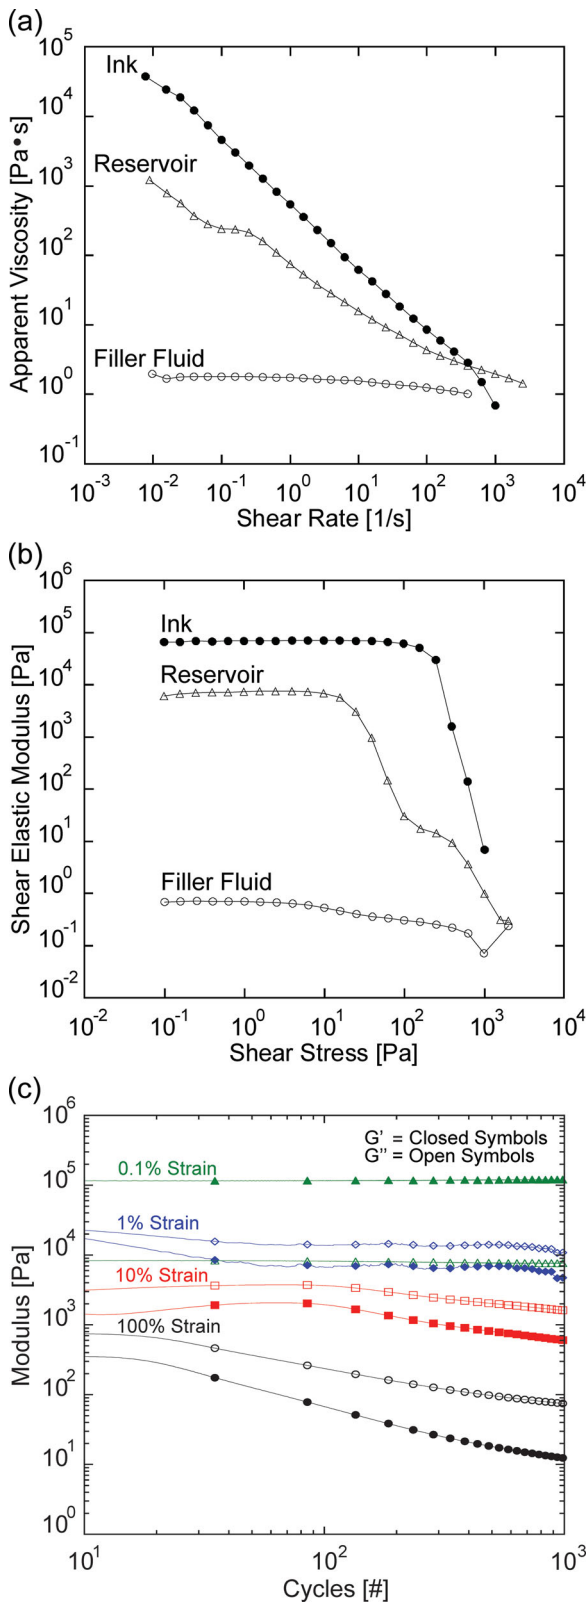 (a)
10^5
10^4
10^3
10^2
10^1
10^0
10^-1
Apparent Viscosity [Pa•s]
Ink
Reservoir
Filler Fluid
10^-3 10^-2 10^-1 10^0 10^1 10^2 10^3 10^4
Shear Rate [1/s]
(b)
10^6
10^5
10^4
10^3
10^2
10^1
10^0
10^-1
10^-2
Shear Elastic Modulus [Pa]
Ink
Reservoir
Filler Fluid
10^-2 10^-1 10^0 10^1 10^2 10^3 10^4
Shear Stress [Pa]
(c)
10^6
10^5
10^4
10^3
10^2
10^1
10^0
Modulus [Pa]
G' = Closed Symbols
G'' = Open Symbols
0.1% Strain
1% Strain
10% Strain
100% Strain
10^1 10^2 10^3
Cycles [#]